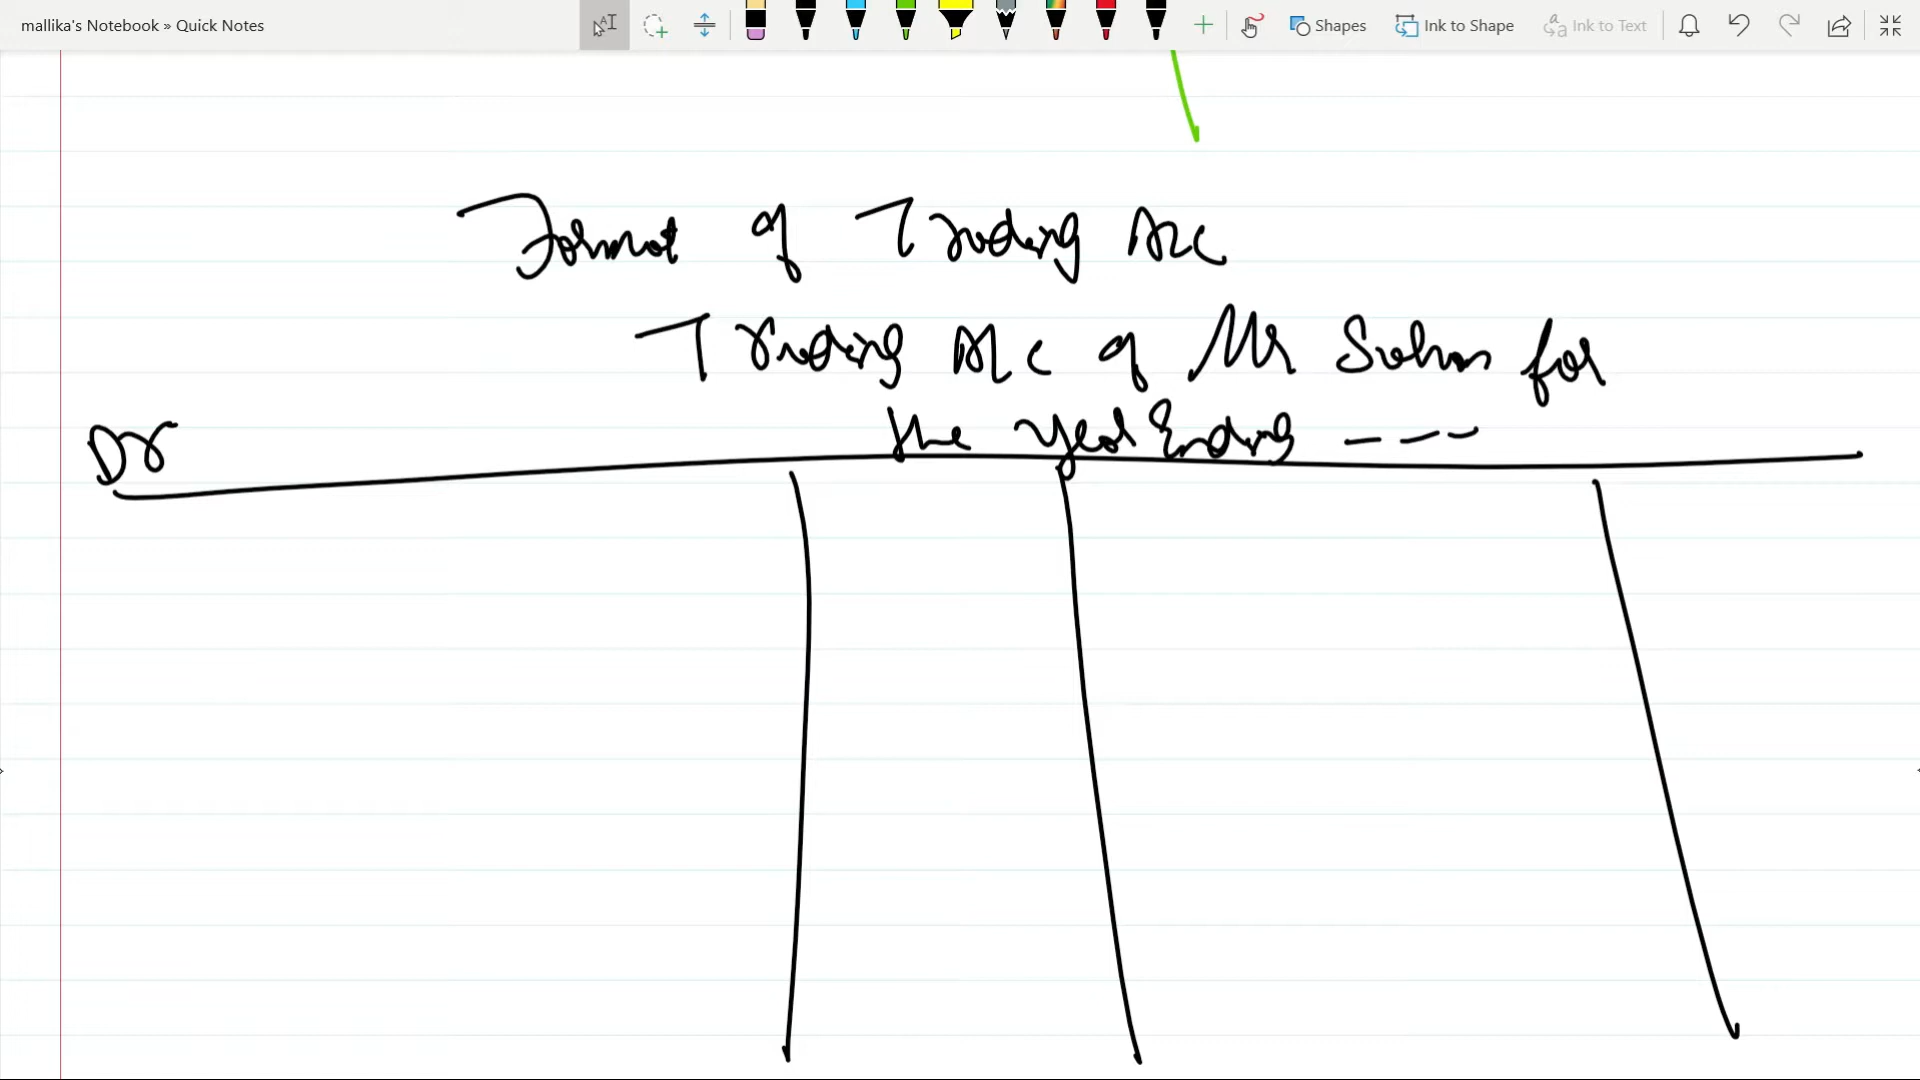 mallika's Notebook » Quick Notes Shapes Ink to Shape Ink to Text
Format of Trading A/c
Trading A/c of Mr Sohan for
Dr the year Ending ---